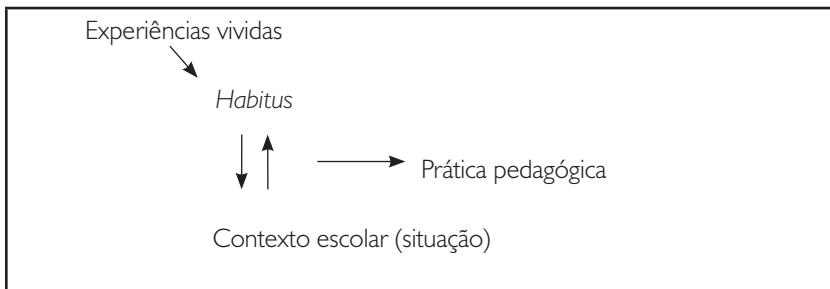 Experiências vividas
Habitus
Prática pedagógica
Contexto escolar (situação)